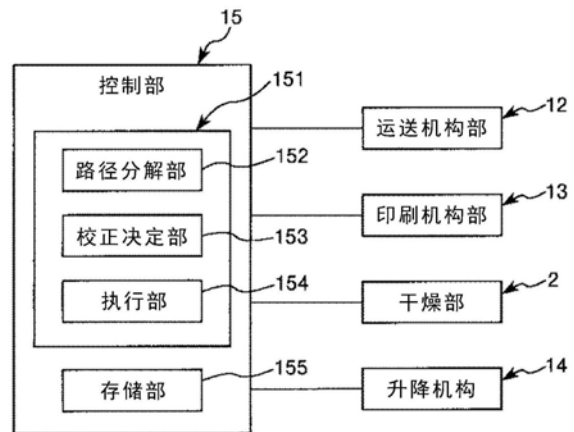 15
控制部
151
路径分解部
152
校正决定部
153
执行部
154
存储部
155
运送机构部
12
印刷机构部
13
干燥部
2
升降机构
14